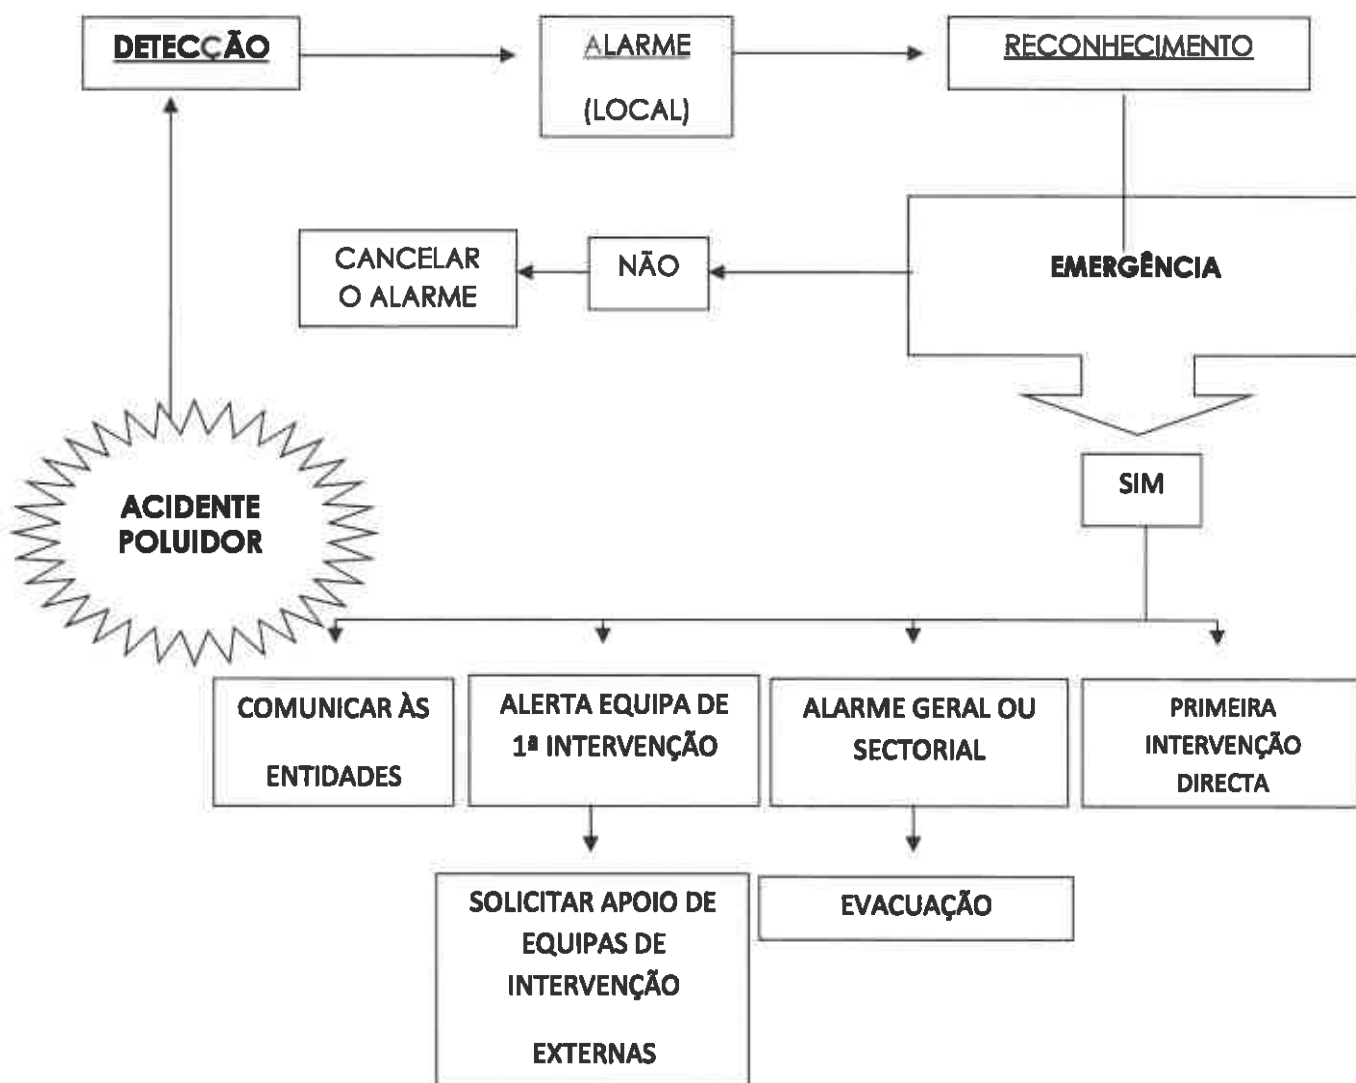 DETECÇÃO
ALARME
(LOCAL)
RECONHECIMENTO
CANCELAR
O ALARME
NÃO
EMERGÊNCIA
SIM
ACIDENTE
POLUIDOR
COMUNICAR ÀS
ENTIDADES
ALERTA EQUIPA DE
1ª INTERVENÇÃO
ALARME GERAL OU
SECTORIAL
PRIMEIRA
INTERVENÇÃO
DIRECTA
SOLICITAR APOIO DE
EQUIPAS DE
INTERVENÇÃO
EXTERNAS
EVACUAÇÃO